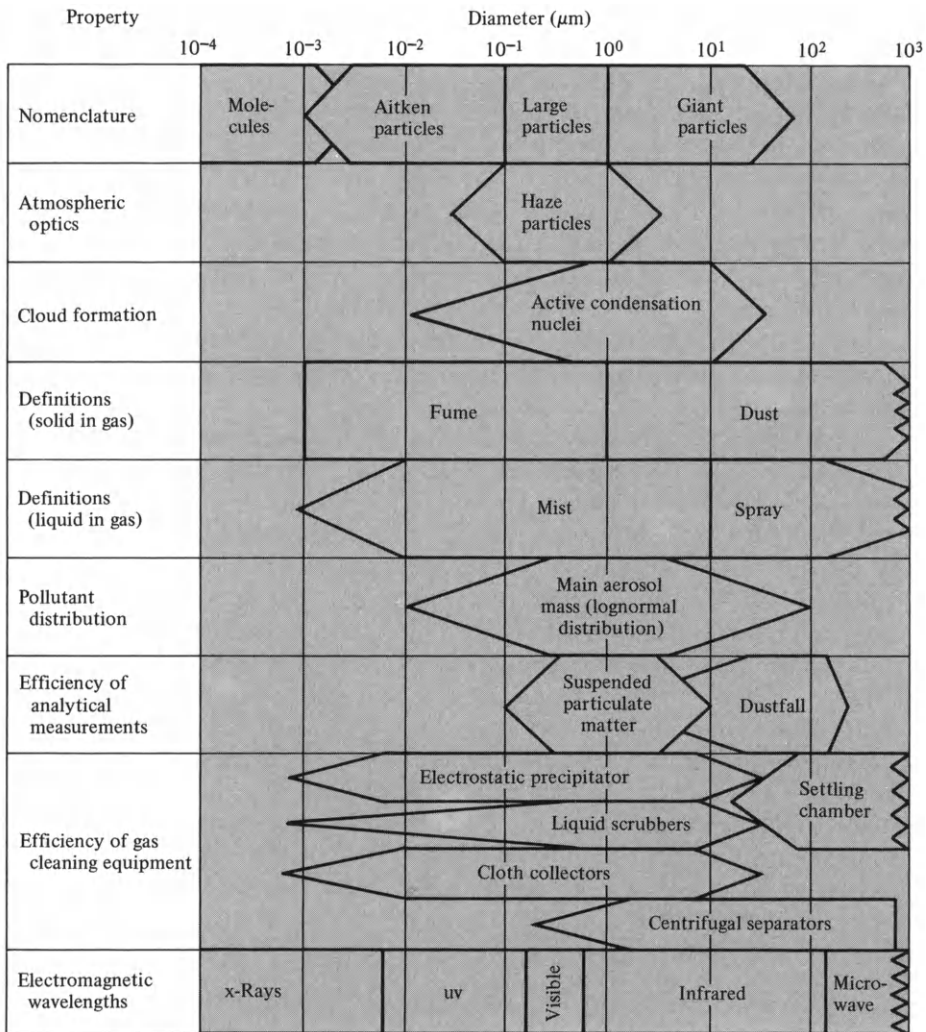 Property
Diameter (μm)
10⁻⁴ 10⁻³ 10⁻² 10⁻¹ 10⁰ 10¹ 10² 10³
Nomenclature
Mole-
cules
Aitken
particles
Large
particles
Giant
particles
Atmospheric
optics
Haze
particles
Cloud formation
Active condensation
nuclei
Definitions
(solid in gas)
Fume
Dust
Definitions
(liquid in gas)
Mist
Spray
Pollutant
distribution
Main aerosol
mass (lognormal
distribution)
Efficiency of
analytical
measurements
Suspended
particulate
matter
Dustfall
Efficiency of gas
cleaning equipment
Electrostatic precipitator
Settling
chamber
Liquid scrubbers
Cloth collectors
Centrifugal separators
Electromagnetic
wavelengths
x-Rays
uv
Visible
Infrared
Micro-
wave